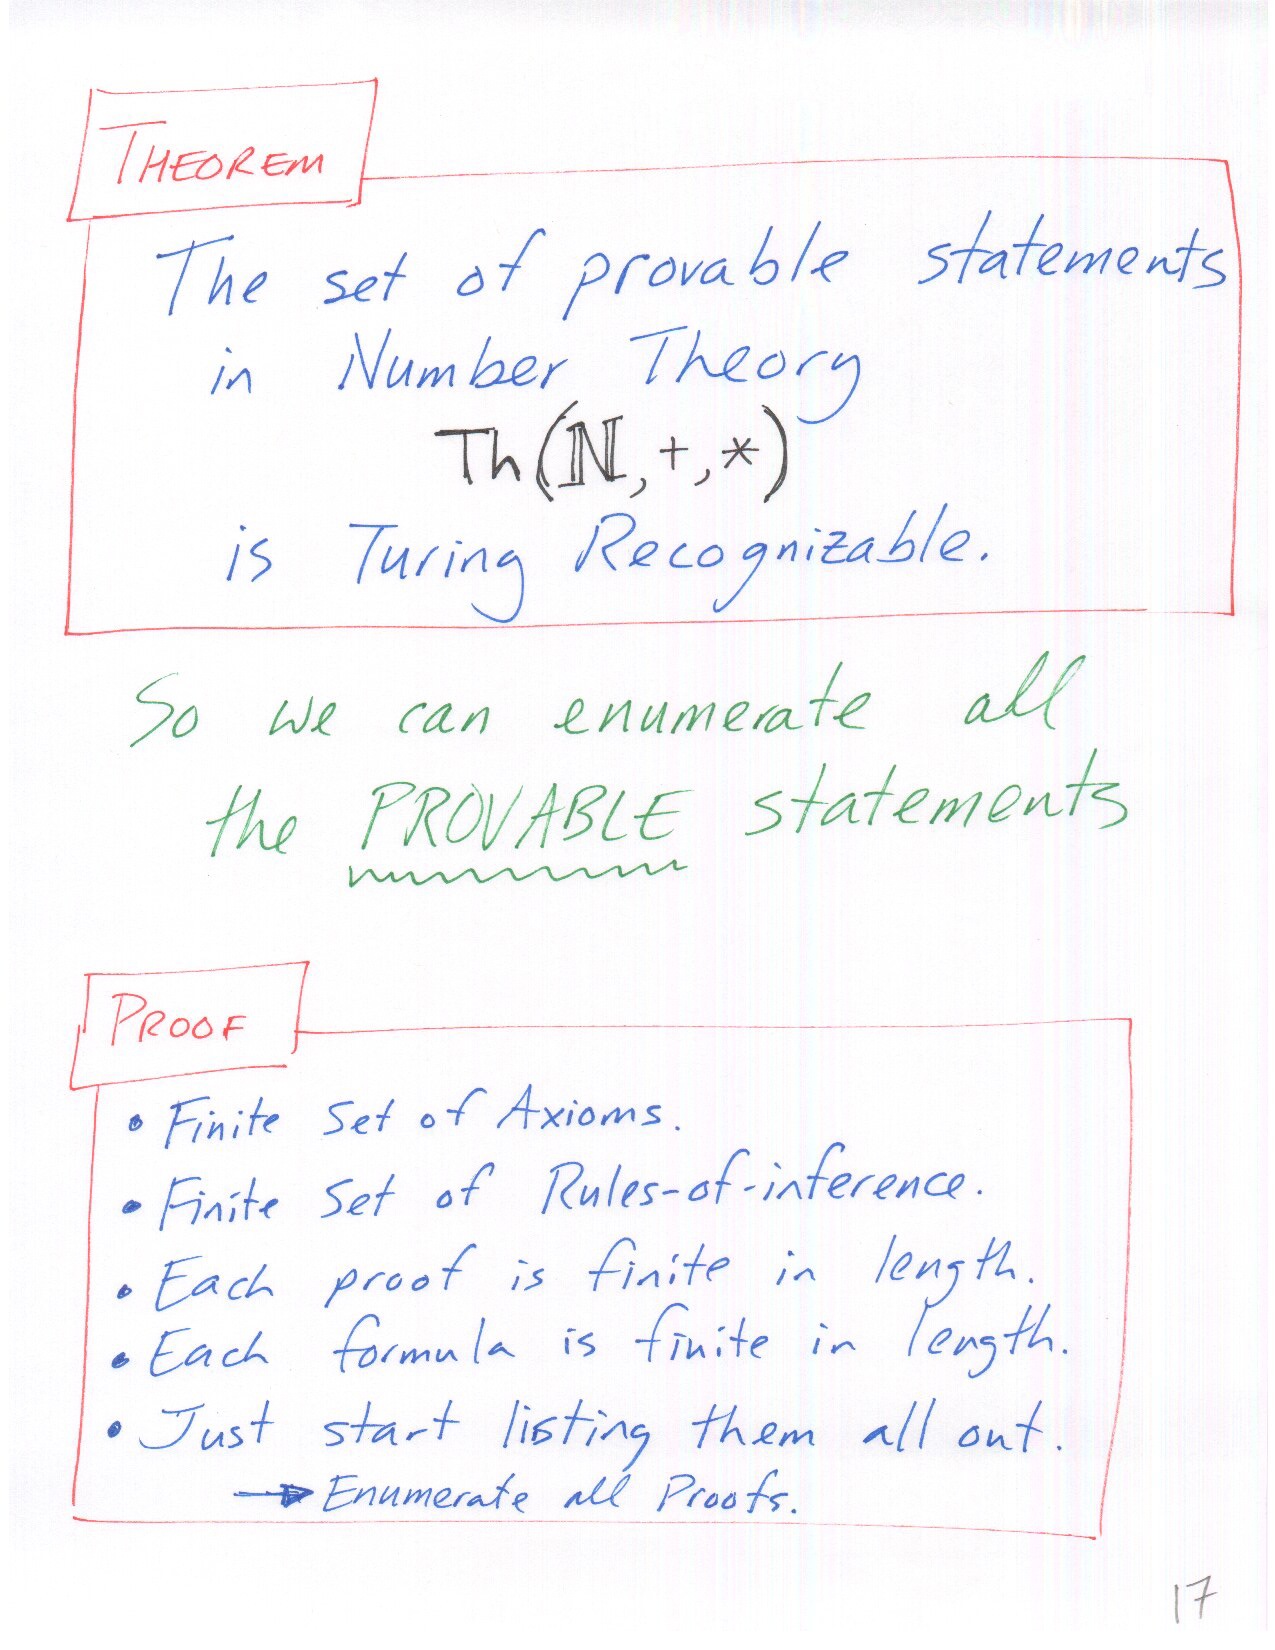 THEOREM
The set of provable statements
in Number Theory
Th(ℕ, +, *)
is Turing Recognizable.
So we can enumerate all
the PROVABLE statements
PROOF
• Finite Set of Axioms.
• Finite Set of Rules-of-inference.
• Each proof is finite in length.
• Each formula is finite in length.
• Just start listing them all out.
→ Enumerate all Proofs.
17